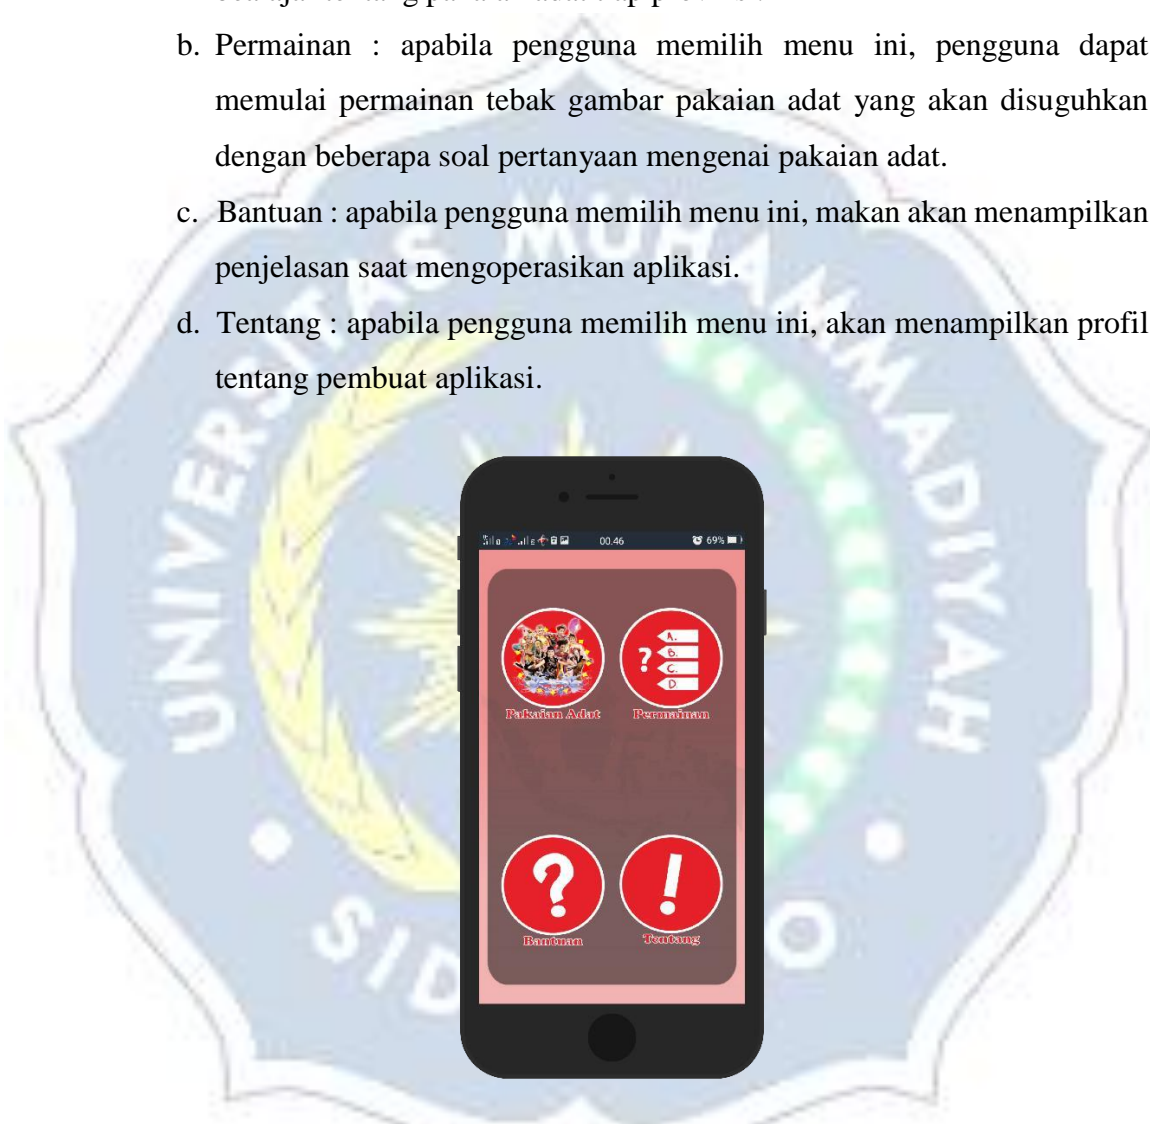 b. Permainan : apabila pengguna memilih menu ini, pengguna dapat
memulai permainan tebak gambar pakaian adat yang akan disuguhkan
dengan beberapa soal pertanyaan mengenai pakaian adat.
c. Bantuan : apabila pengguna memilih menu ini, makan akan menampilkan
penjelasan saat mengoperasikan aplikasi.
d. Tentang : apabila pengguna memilih menu ini, akan menampilkan profil
tentang pembuat aplikasi.
UNIVERSITAS MUHAMMADIYAH
00.46
69%
A.
B.
?
C.
D.
Pakaian Adat
Permainan
?
!
Bantuan
Tentang